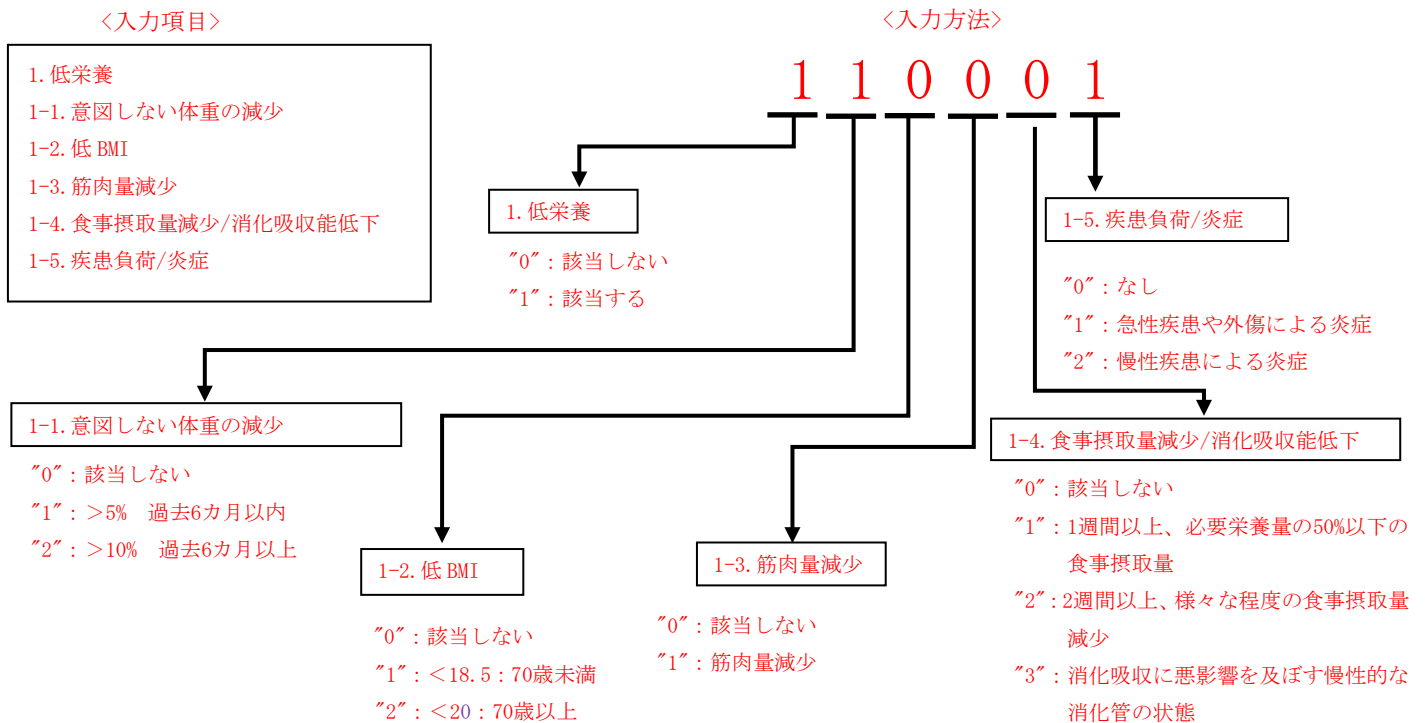 <入力項目>
1.低栄養
1-1.意図しない体重の減少
1-2.低 BMI
1-3.筋肉量減少
1-4.食事摂取量減少/消化吸収能低下
1-5.疾患負荷/炎症
<入力方法>
1 1 0 0 0 1
1.低栄養
"0"：該当しない
"1"：該当する
1-5.疾患負荷/炎症
"0"：なし
"1"：急性疾患や外傷による炎症
"2"：慢性疾患による炎症
1-1.意図しない体重の減少
"0"：該当しない
"1"：＞5%　過去6カ月以内
"2"：＞10%　過去6カ月以上
1-2.低 BMI
"0"：該当しない
"1"：＜18.5：70歳未満
"2"：＜20：70歳以上
1-3.筋肉量減少
"0"：該当しない
"1"：筋肉量減少
1-4.食事摂取量減少/消化吸収能低下
"0"：該当しない
"1"：1週間以上、必要栄養量の50%以下の
食事摂取量
"2"：2週間以上、様々な程度の食事摂取量
減少
"3"：消化吸収に悪影響を及ぼす慢性的な
消化管の状態